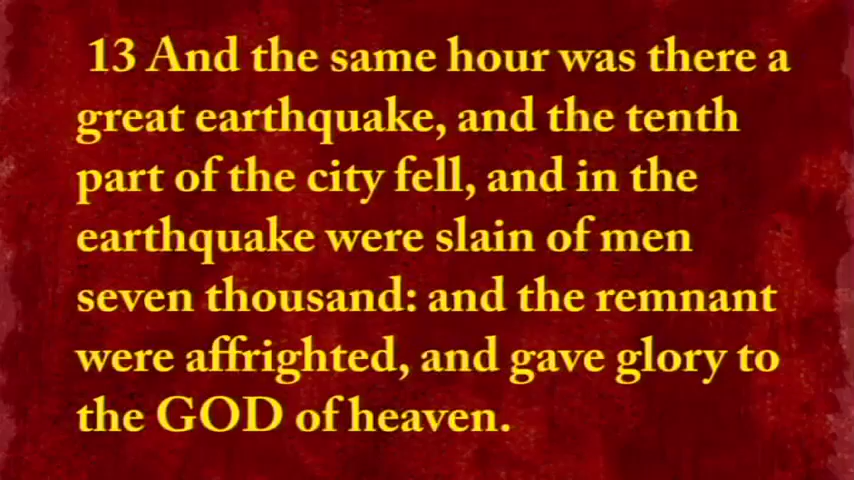 13 And the same hour was there a
great earthquake, and the tenth
part of the city fell, and in the
earthquake were slain of men
seven thousand: and the remnant
were affrighted, and gave glory to
the GOD of heaven.